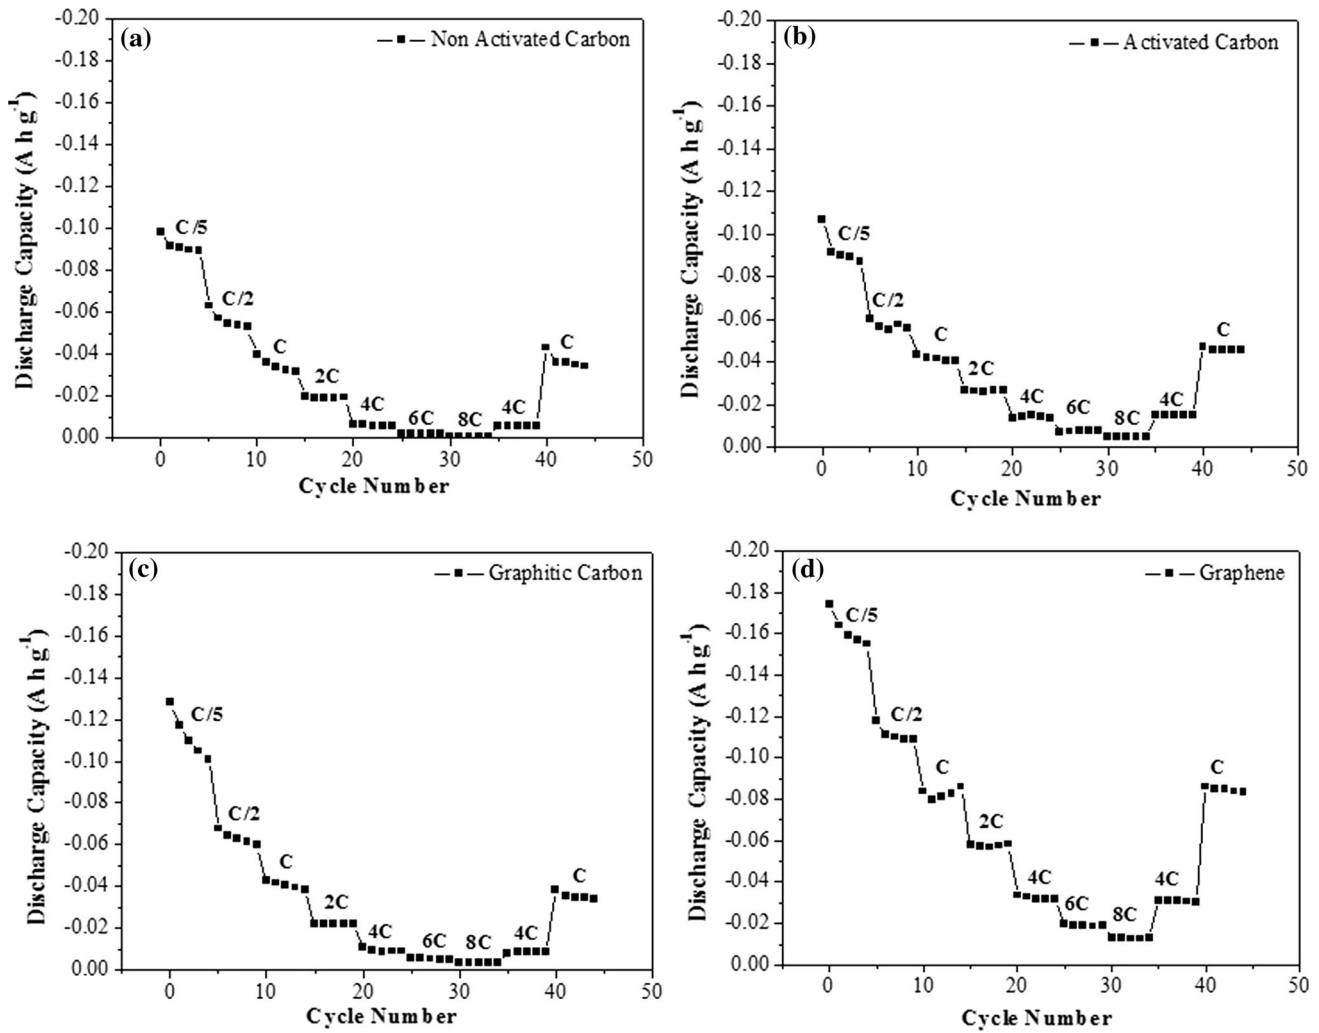 (a)
Non Activated Carbon
Discharge Capacity (A h g-1)
-0.20
-0.18
-0.16
-0.14
-0.12
-0.10
-0.08
-0.06
-0.04
-0.02
0.00
C/5
C/2
C
2C
4C
6C
8C
4C
C
0 10 20 30 40 50
Cycle Number
(b)
Activated Carbon
Discharge Capacity (A h g-1)
-0.20
-0.18
-0.16
-0.14
-0.12
-0.10
-0.08
-0.06
-0.04
-0.02
0.00
C/5
C/2
C
2C
4C
6C
8C
4C
C
0 10 20 30 40 50
Cycle Number
(c)
Graphitic Carbon
Discharge Capacity (A h g-1)
-0.20
-0.18
-0.16
-0.14
-0.12
-0.10
-0.08
-0.06
-0.04
-0.02
0.00
C/5
C/2
C
2C
4C
6C
8C
4C
C
0 10 20 30 40 50
Cycle Number
(d)
Graphene
Discharge Capacity (A h g-1)
-0.20
-0.18
-0.16
-0.14
-0.12
-0.10
-0.08
-0.06
-0.04
-0.02
0.00
C/5
C/2
C
2C
4C
6C
8C
4C
C
0 10 20 30 40 50
Cycle Number